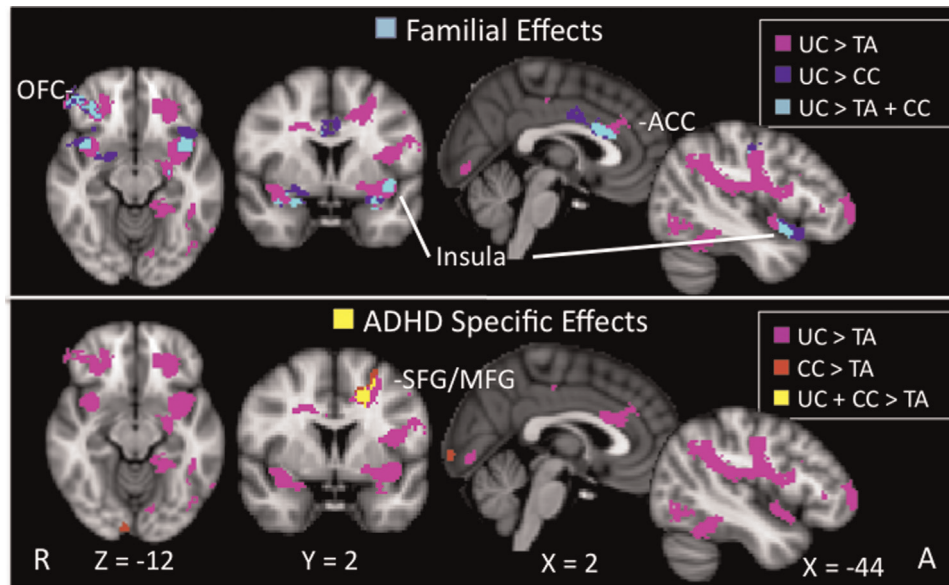 Familial Effects
UC > TA
UC > CC
UC > TA + CC
OFC-
-ACC
Insula
ADHD Specific Effects
UC > TA
CC > TA
UC + CC > TA
-SFG/MFG
R
Z = -12
Y = 2
X = 2
X = -44
A